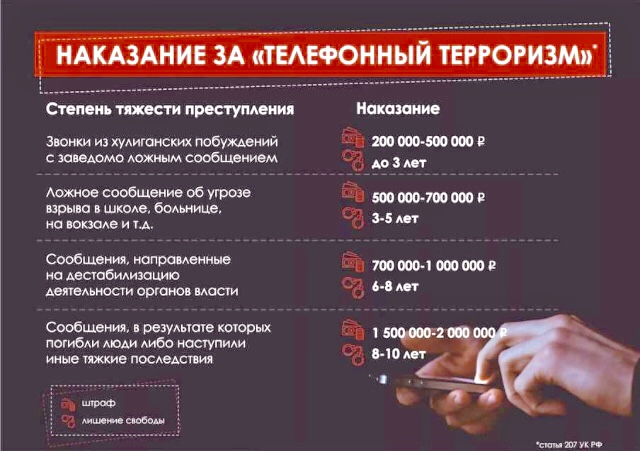 НАКАЗАНИЕ ЗА «ТЕЛЕФОННЫЙ ТЕРРОРИЗМ»*
Степень тяжести преступления
Наказание
Звонки из хулиганских побуждений
с заведомо ложным сообщением
200 000-500 000 ₽
до 3 лет
Ложное сообщение об угрозе
взрыва в школе, больнице,
на вокзале и т.д.
500 000-700 000 ₽
3-5 лет
Сообщения, направленные
на дестабилизацию
деятельности органов власти
700 000-1 000 000 ₽
6-8 лет
Сообщения, в результате которых
погибли люди либо наступили
иные тяжкие последствия
1 500 000-2 000 000 ₽
8-10 лет
штраф
лишение свободы
*статья 207 УК РФ